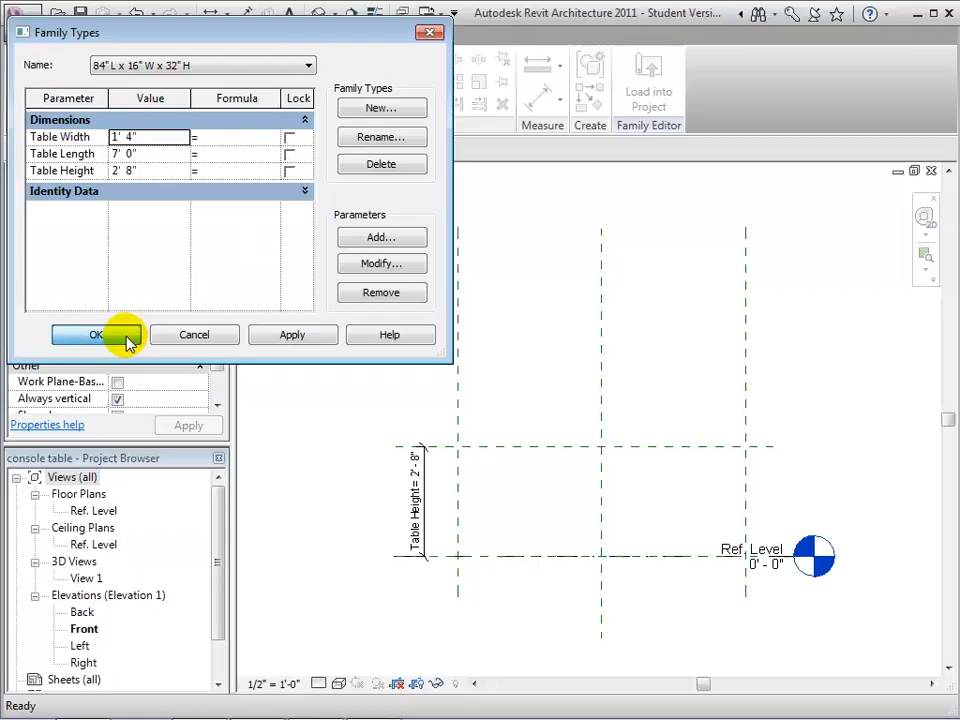 Autodesk Revit Architecture 2011 - Student Versi...
Family Types
Name:
84" L x 16" W x 32" H
Parameter Value Formula Lock
Dimensions
Table Width 1' 4" =
Table Length 7' 0" =
Table Height 2' 8" =
Identity Data
Family Types
New...
Rename...
Delete
Parameters
Add...
Modify...
Remove
OK
Cancel
Apply
Help
Load into
Project
Measure
Create
Family Editor
2D
Other
Work Plane-Bas...
Always vertical
Properties help
Apply
console table - Project Browser
Views (all)
Floor Plans
Ref. Level
Ceiling Plans
Ref. Level
3D Views
View 1
Elevations (Elevation 1)
Back
Front
Left
Right
Sheets (all)
Table Height = 2' - 8"
Ref. Level
0' - 0"
1/2" = 1'-0"
Ready